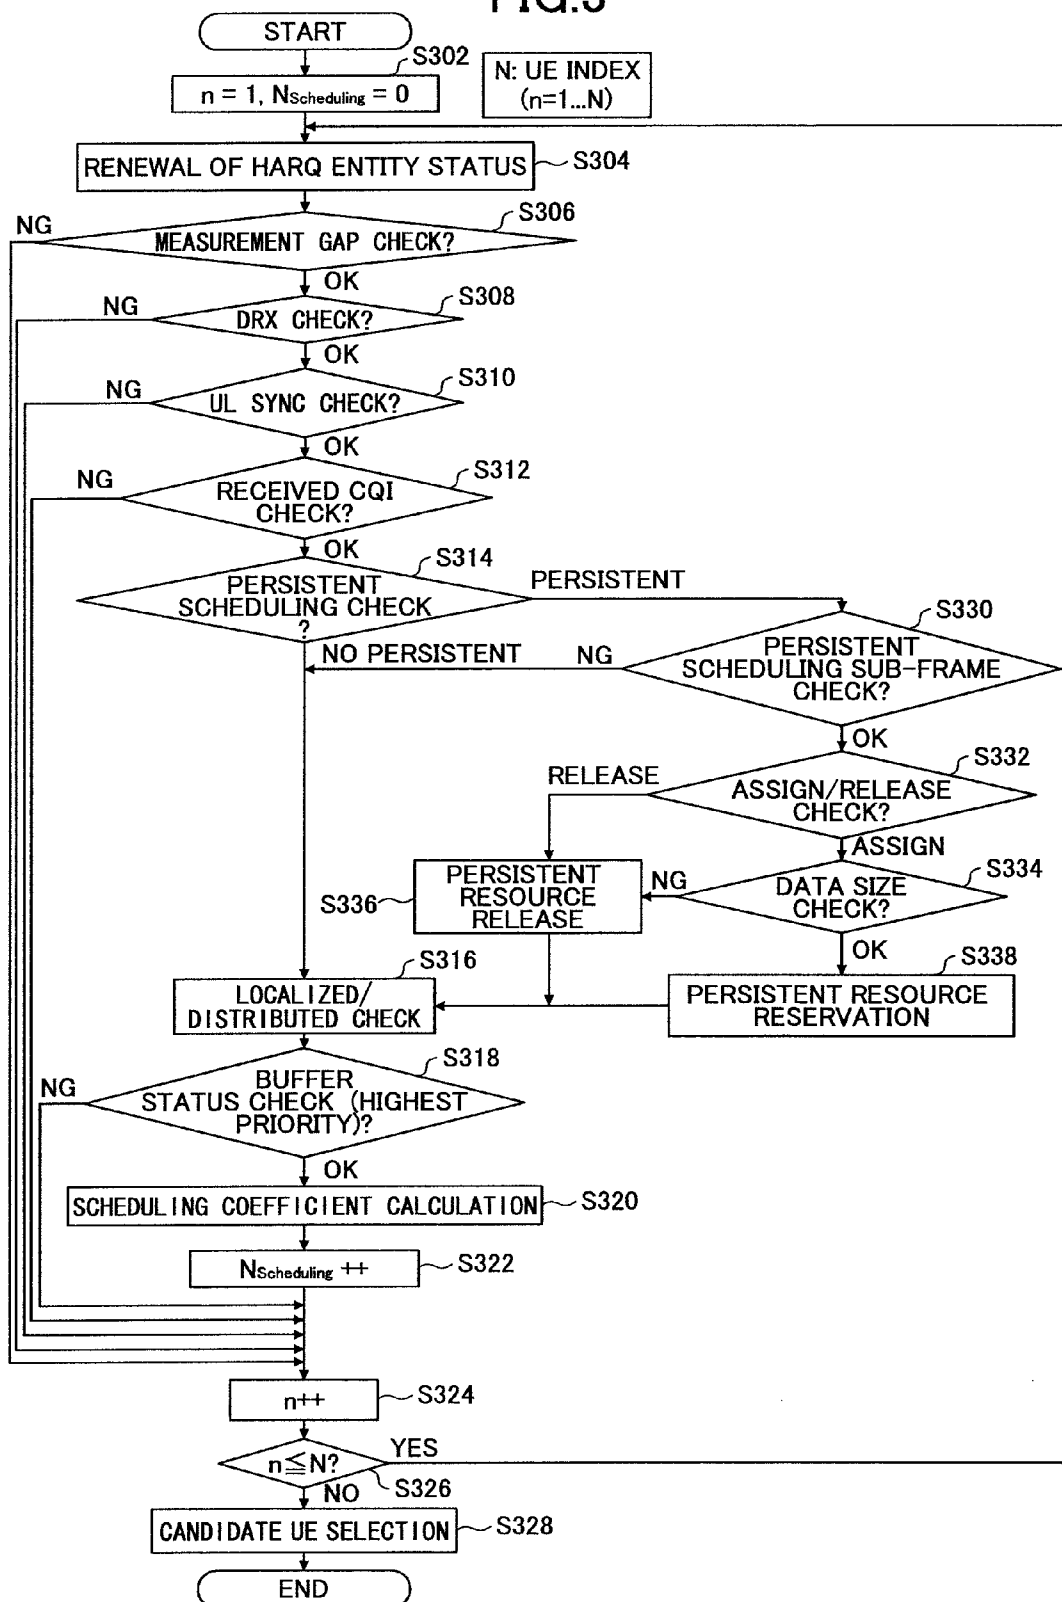 FIG.3
START
S302
n = 1, NScheduling = 0
N: UE INDEX
(n=1...N)
RENEWAL OF HARQ ENTITY STATUS
S304
NG
S306
MEASUREMENT GAP CHECK?
OK
NG
S308
DRX CHECK?
OK
NG
S310
UL SYNC CHECK?
OK
NG
S312
RECEIVED CQI
CHECK?
OK
S314
PERSISTENT
SCHEDULING CHECK
?
PERSISTENT
S330
PERSISTENT
SCHEDULING SUB-FRAME
CHECK?
NO PERSISTENT
NG
OK
S332
RELEASE
ASSIGN/RELEASE
CHECK?
ASSIGN
S334
DATA SIZE
CHECK?
NG
S336
PERSISTENT
RESOURCE
RELEASE
OK
S338
PERSISTENT RESOURCE
RESERVATION
S316
LOCALIZED/
DISTRIBUTED CHECK
S318
NG
BUFFER
STATUS CHECK (HIGHEST
PRIORITY)?
OK
SCHEDULING COEFFICIENT CALCULATION
S320
NScheduling ++
S322
n++
S324
n≦N?
YES
S326
NO
CANDIDATE UE SELECTION
S328
END